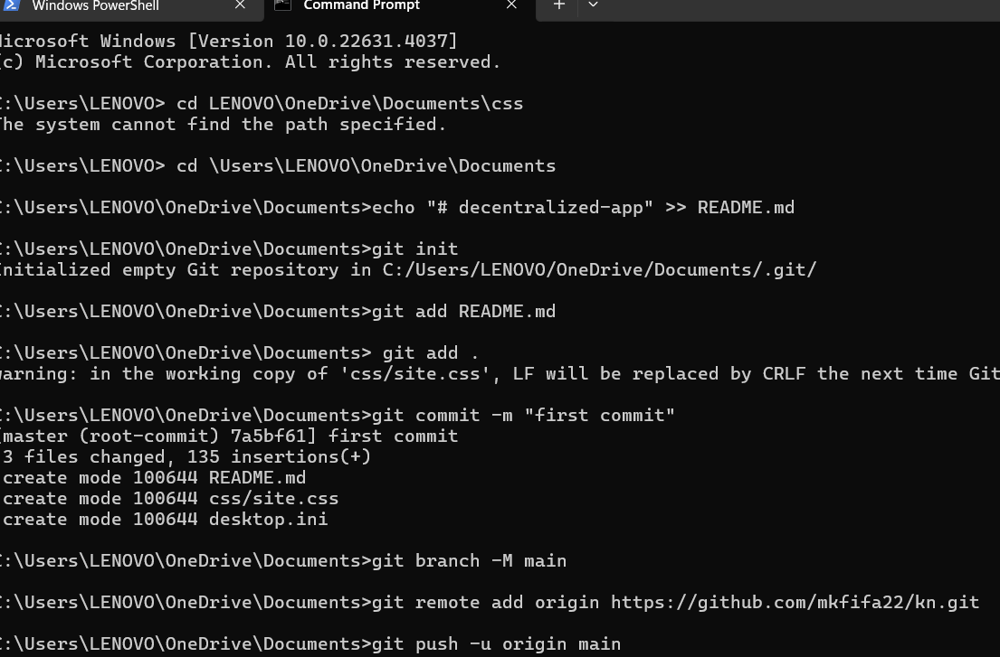 Windows PowerShell
Command Prompt
Microsoft Windows [Version 10.0.22631.4037]
(c) Microsoft Corporation. All rights reserved.
C:\Users\LENOVO> cd LENOVO\OneDrive\Documents\css
The system cannot find the path specified.
C:\Users\LENOVO> cd \Users\LENOVO\OneDrive\Documents
C:\Users\LENOVO\OneDrive\Documents>echo "# decentralized-app" >> README.md
C:\Users\LENOVO\OneDrive\Documents>git init
Initialized empty Git repository in C:/Users/LENOVO/OneDrive/Documents/.git/
C:\Users\LENOVO\OneDrive\Documents>git add README.md
C:\Users\LENOVO\OneDrive\Documents> git add .
warning: in the working copy of 'css/site.css', LF will be replaced by CRLF the next time Git
C:\Users\LENOVO\OneDrive\Documents>git commit -m "first commit"
[master (root-commit) 7a5bf61] first commit
3 files changed, 135 insertions(+)
create mode 100644 README.md
create mode 100644 css/site.css
create mode 100644 desktop.ini
C:\Users\LENOVO\OneDrive\Documents>git branch -M main
C:\Users\LENOVO\OneDrive\Documents>git remote add origin https://github.com/mkfifa22/kn.git
C:\Users\LENOVO\OneDrive\Documents>git push -u origin main